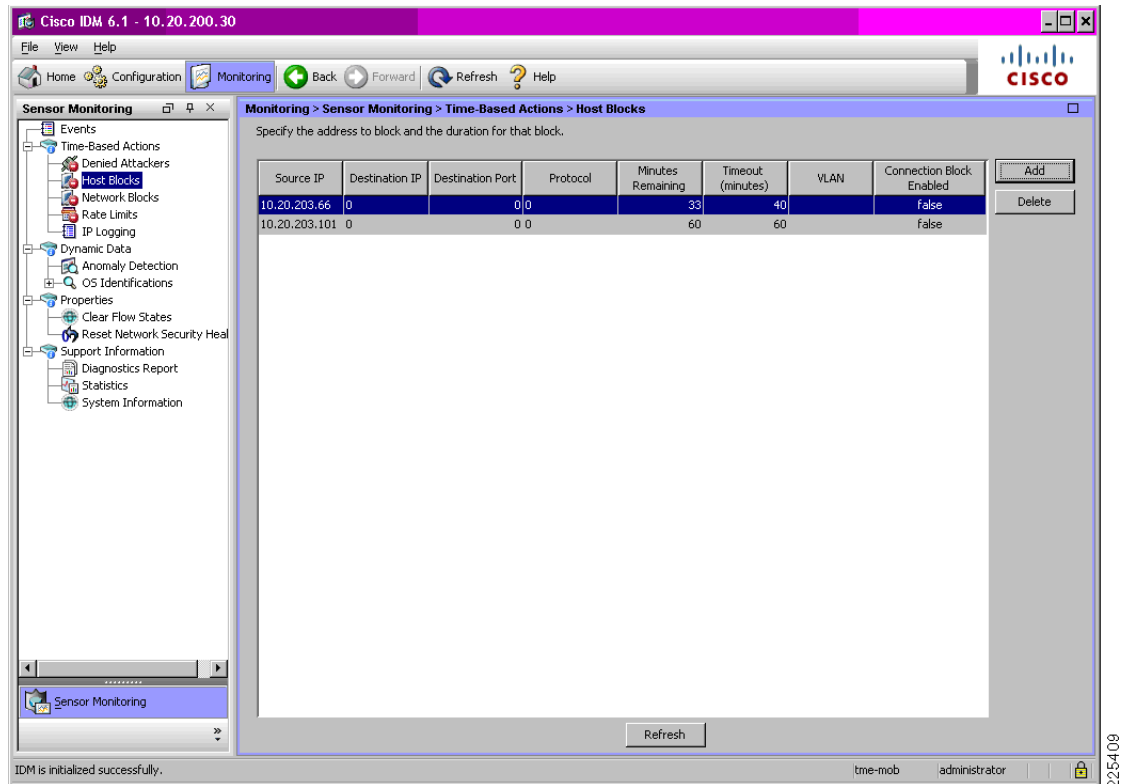 Cisco IDM 6.1 - 10.20.200.30
File View Help
Home Configuration Monitoring Back Forward Refresh Help
CISCO
Sensor Monitoring
Events
Time-Based Actions
Denied Attackers
Host Blocks
Network Blocks
Rate Limits
IP Logging
Dynamic Data
Anomaly Detection
OS Identifications
Properties
Clear Flow States
Reset Network Security Heal
Support Information
Diagnostics Report
Statistics
System Information
Sensor Monitoring
Monitoring > Sensor Monitoring > Time-Based Actions > Host Blocks
Specify the address to block and the duration for that block.
Source IP Destination IP Destination Port Protocol Minutes Remaining Timeout (minutes) VLAN Connection Block Enabled
10.20.203.66 0 0 0 33 40 false
10.20.203.101 0 0 0 60 60 false
Add
Delete
Refresh
IDM is initialized successfully. tme-mob administrator
225409